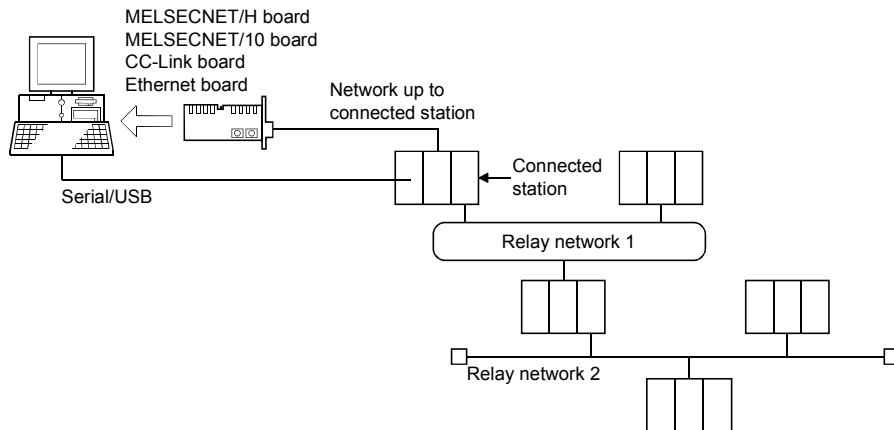 MELSECNET/H board
MELSECNET/10 board
CC-Link board
Ethernet board
Network up to
connected station
Connected
station
Serial/USB
Relay network 1
Relay network 2